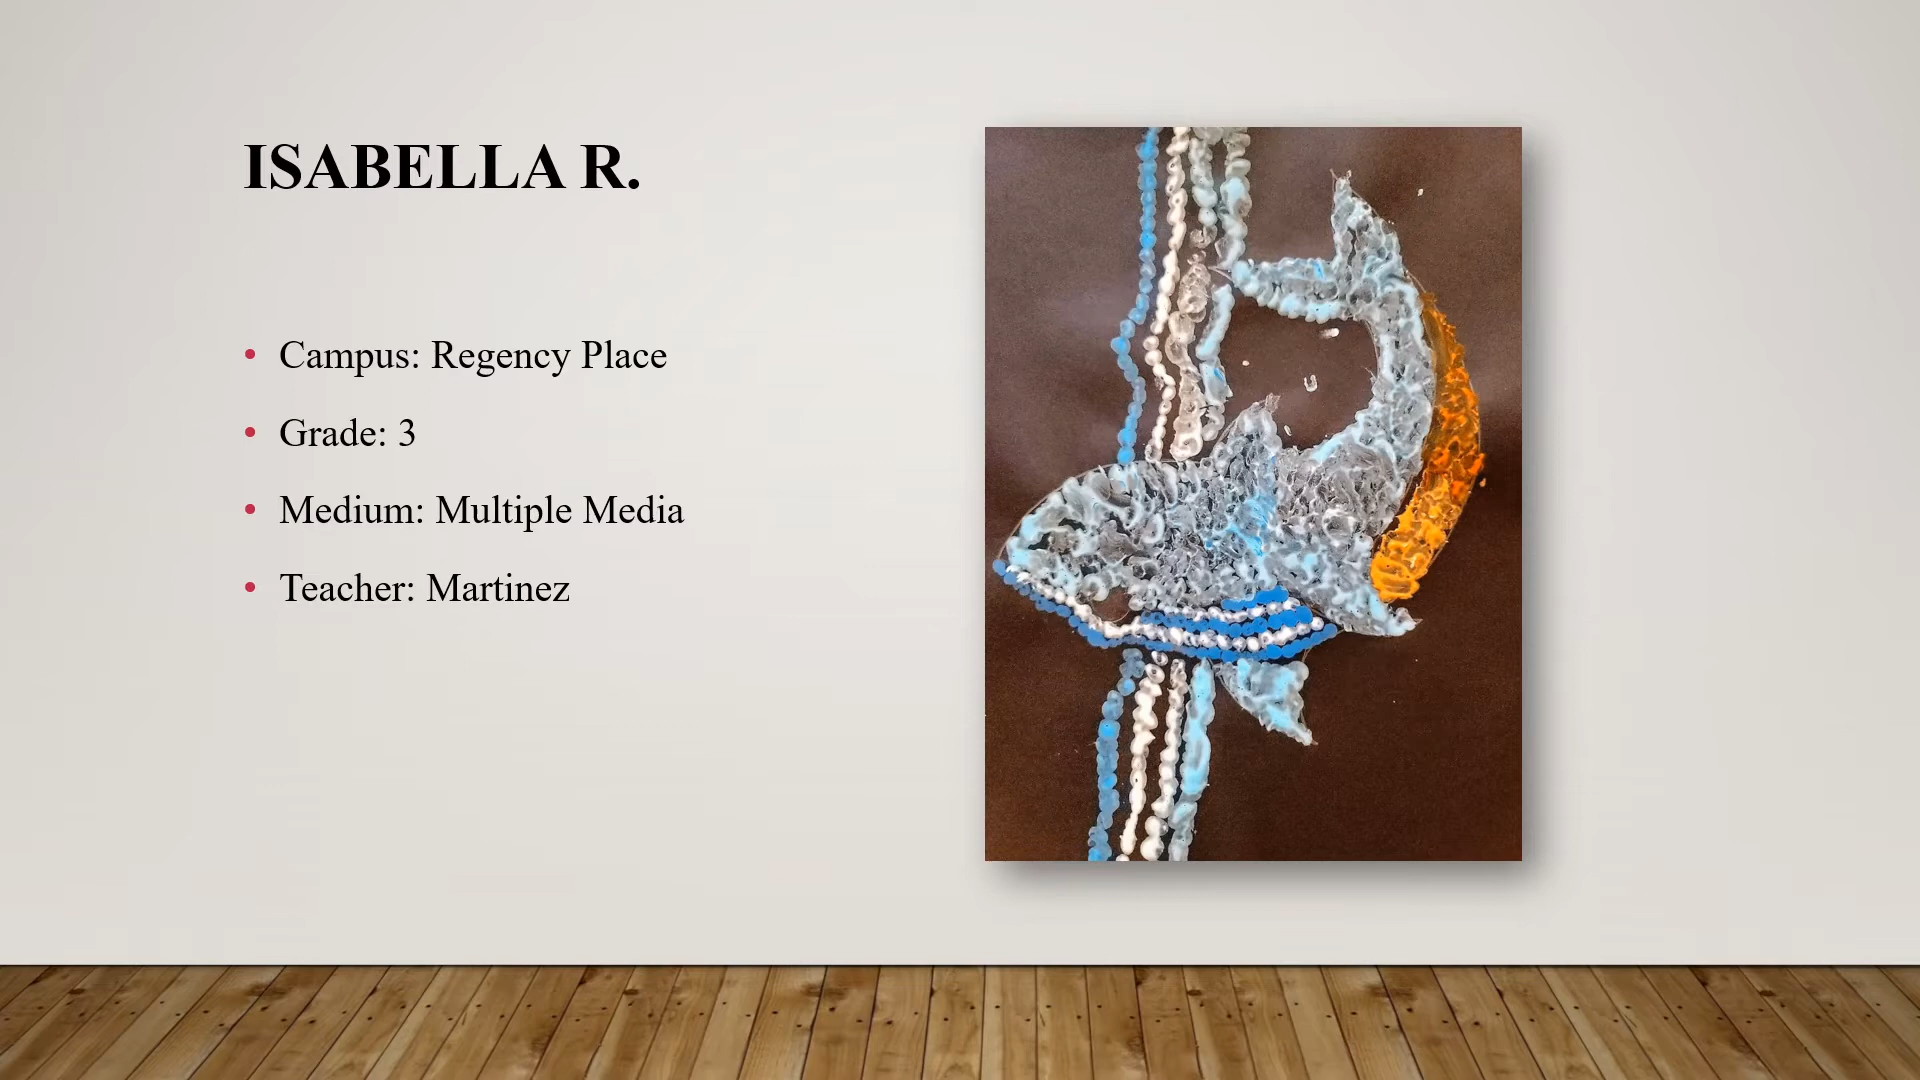 ISABELLA R.
Campus: Regency Place
Grade: 3
Medium: Multiple Media
Teacher: Martinez